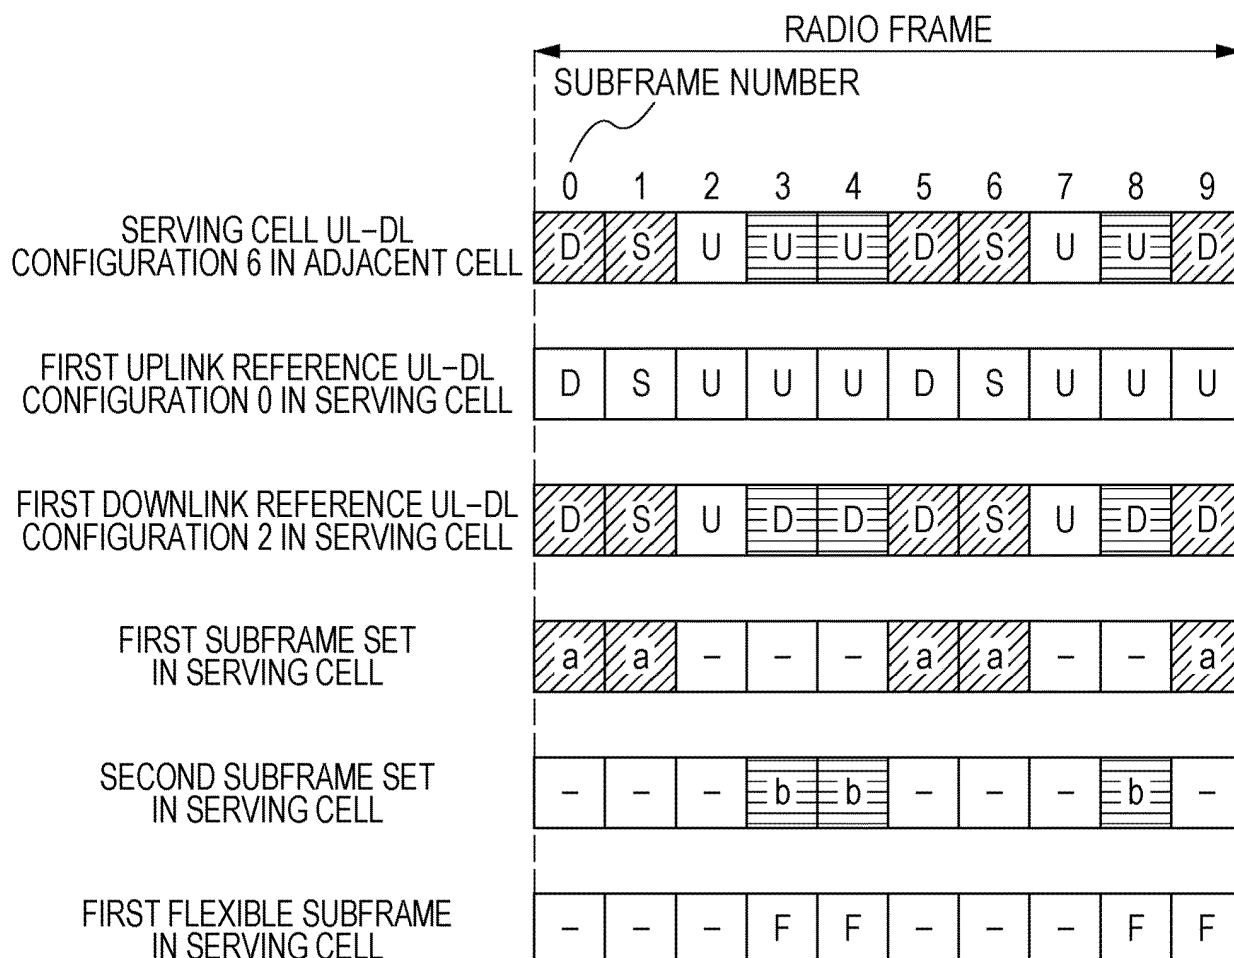 RADIO FRAME
SUBFRAME NUMBER
0 1 2 3 4 5 6 7 8 9
SERVING CELL UL-DL
CONFIGURATION 6 IN ADJACENT CELL
D S U U U D S U U D
FIRST UPLINK REFERENCE UL-DL
CONFIGURATION 0 IN SERVING CELL
D S U U U D S U U U
FIRST DOWNLINK REFERENCE UL-DL
CONFIGURATION 2 IN SERVING CELL
D S U D D D S U D D
FIRST SUBFRAME SET
IN SERVING CELL
a a - - - a a - - a
SECOND SUBFRAME SET
IN SERVING CELL
- - - b b - - - b -
FIRST FLEXIBLE SUBFRAME
IN SERVING CELL
- - - F F - - - F F